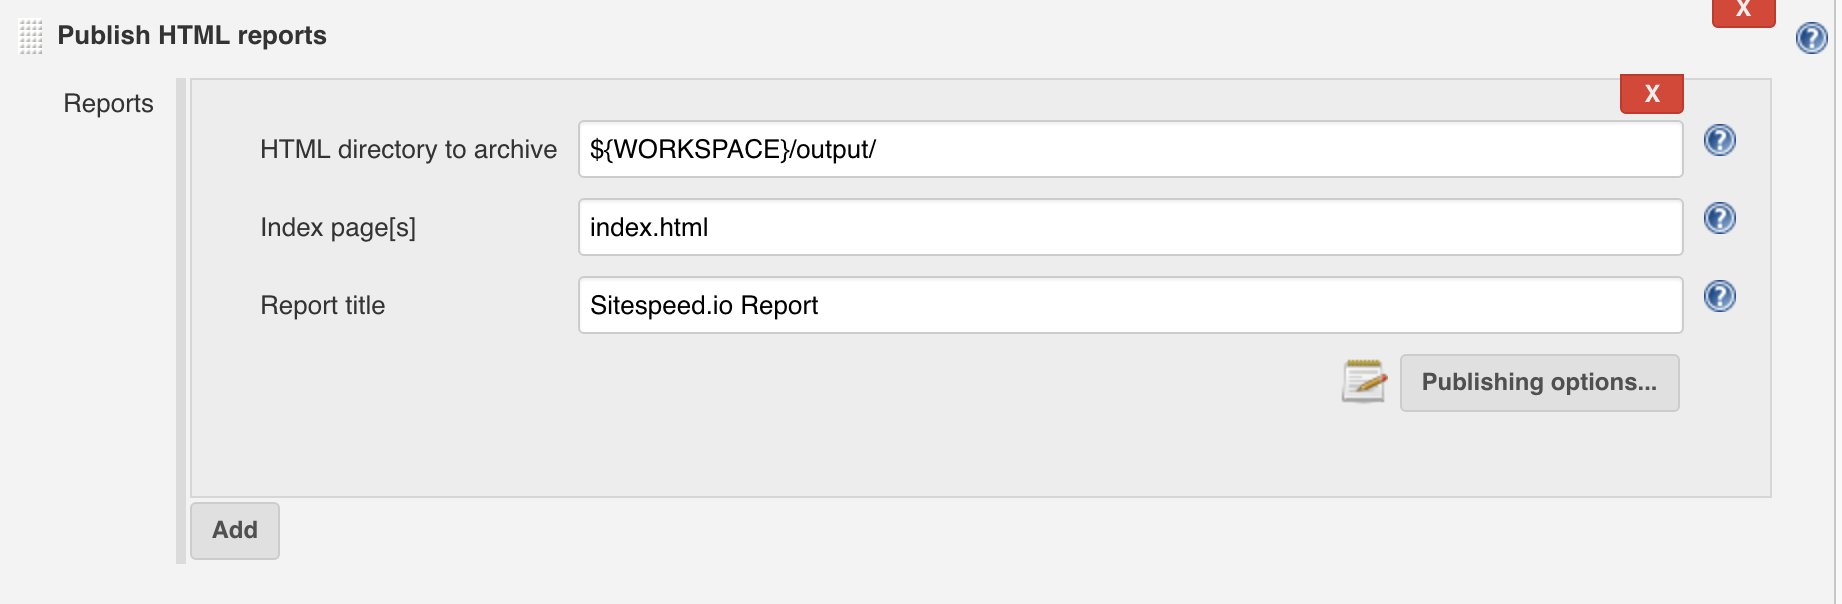 X
Publish HTML reports
?
Reports
X
HTML directory to archive ${WORKSPACE}/output/ ?
Index page[s] index.html ?
Report title Sitespeed.io Report ?
Publishing options...
Add